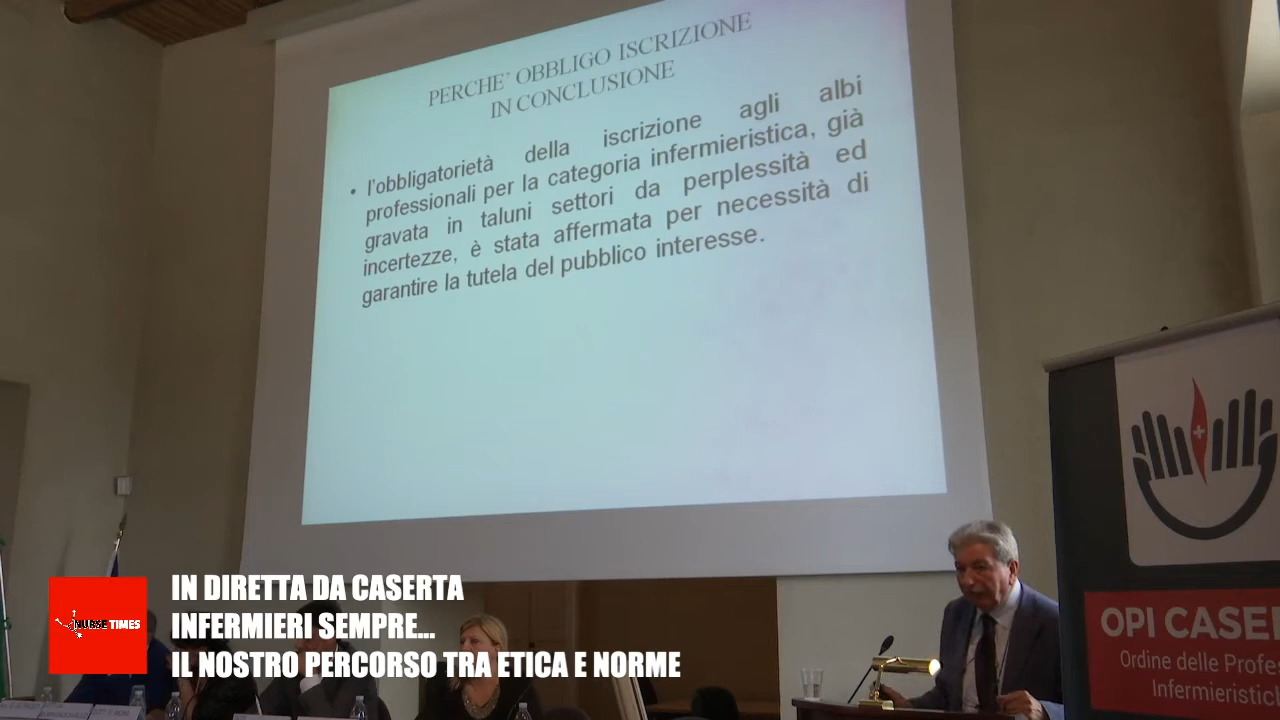 PERCHE' OBBLIGO ISCRIZIONE
IN CONCLUSIONE
• l'obbligatorietà della iscrizione agli albi
professionali per la categoria infermieristica, già
gravata in taluni settori da perplessità ed
incertezze, è stata affermata per necessità di
garantire la tutela del pubblico interesse.
OPI CASE
Ordine delle Profes
Infermieristich
NURSE TIMES
IN DIRETTA DA CASERTA
INFERMIERI SEMPRE...
IL NOSTRO PERCORSO TRA ETICA E NORME